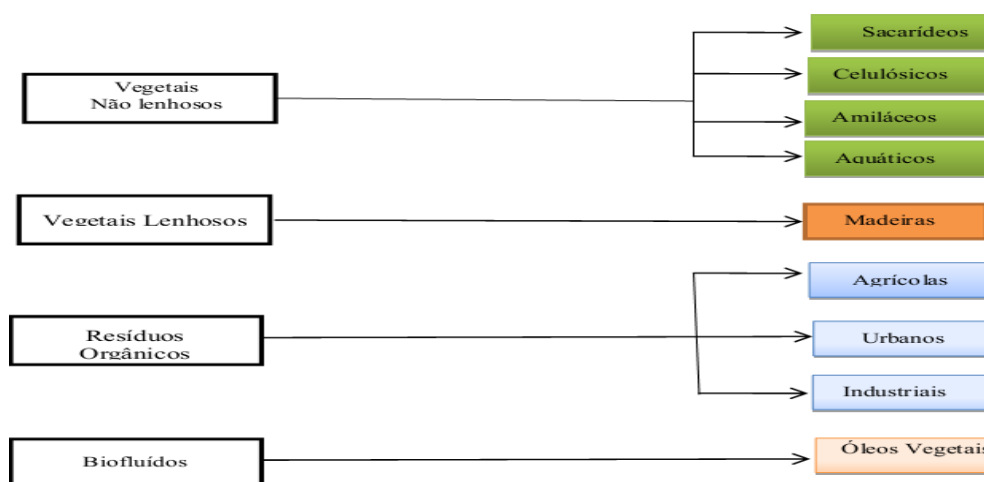 Vegetais
Não lenhosos
Sacarídeos
Celulósicos
Amiláceos
Aquáticos
Vegetais Lenhosos
Madeiras
Resíduos
Orgânicos
Agrícolas
Urbanos
Industriais
Biofluídos
Óleos Vegetais